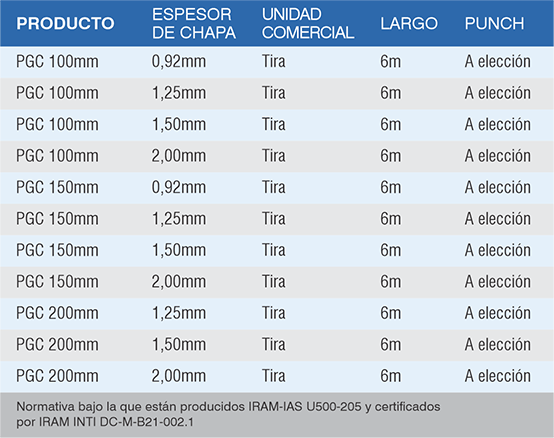 PRODUCTO ESPESOR DE CHAPA UNIDAD COMERCIAL LARGO PUNCH
PGC 100mm 0,92mm Tira 6m A elección
PGC 100mm 1,25mm Tira 6m A elección
PGC 100mm 1,50mm Tira 6m A elección
PGC 100mm 2,00mm Tira 6m A elección
PGC 150mm 0,92mm Tira 6m A elección
PGC 150mm 1,25mm Tira 6m A elección
PGC 150mm 1,50mm Tira 6m A elección
PGC 150mm 2,00mm Tira 6m A elección
PGC 200mm 1,25mm Tira 6m A elección
PGC 200mm 1,50mm Tira 6m A elección
PGC 200mm 2,00mm Tira 6m A elección
Normativa bajo la que están producidos IRAM-IAS U500-205 y certificados
por IRAM INTI DC-M-B21-002.1